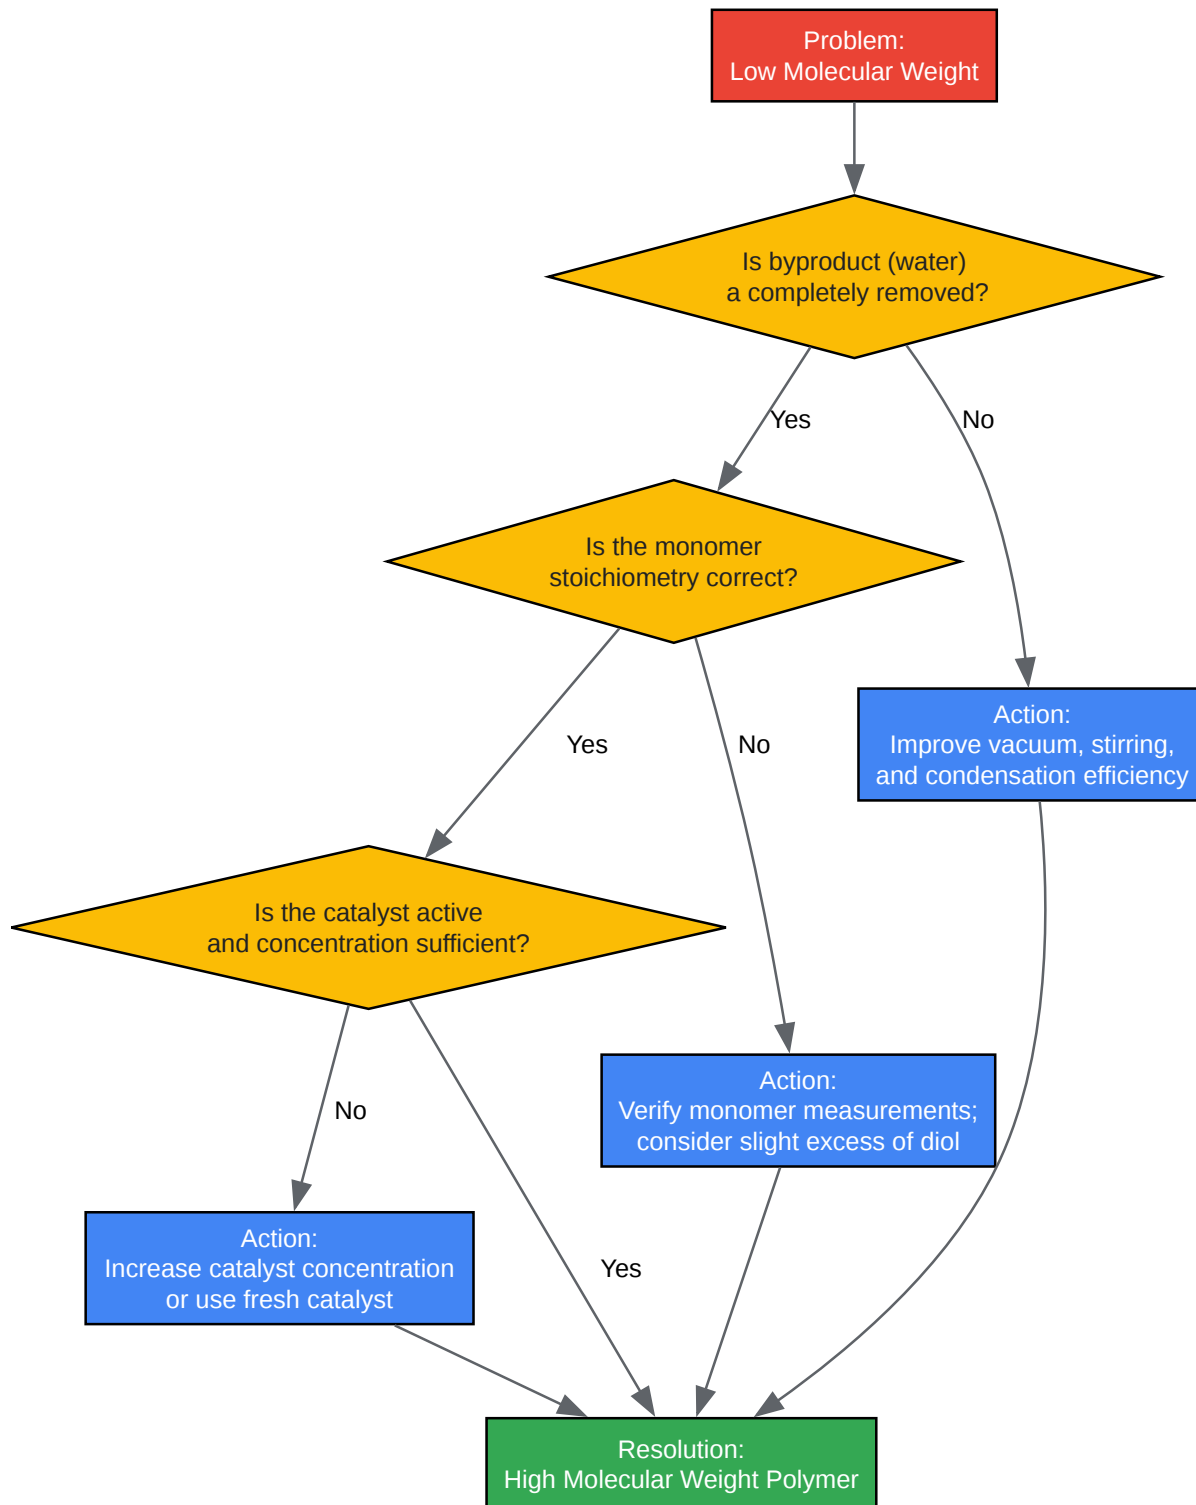 Problem:
Low Molecular Weight
Is byproduct (water)
a completely removed?
Yes
No
Is the monomer
stoichiometry correct?
Action:
Improve vacuum, stirring,
and condensation efficiency
Yes
No
Is the catalyst active
and concentration sufficient?
Action:
Verify monomer measurements;
consider slight excess of diol
No
Yes
Action:
Increase catalyst concentration
or use fresh catalyst
Resolution:
High Molecular Weight Polymer